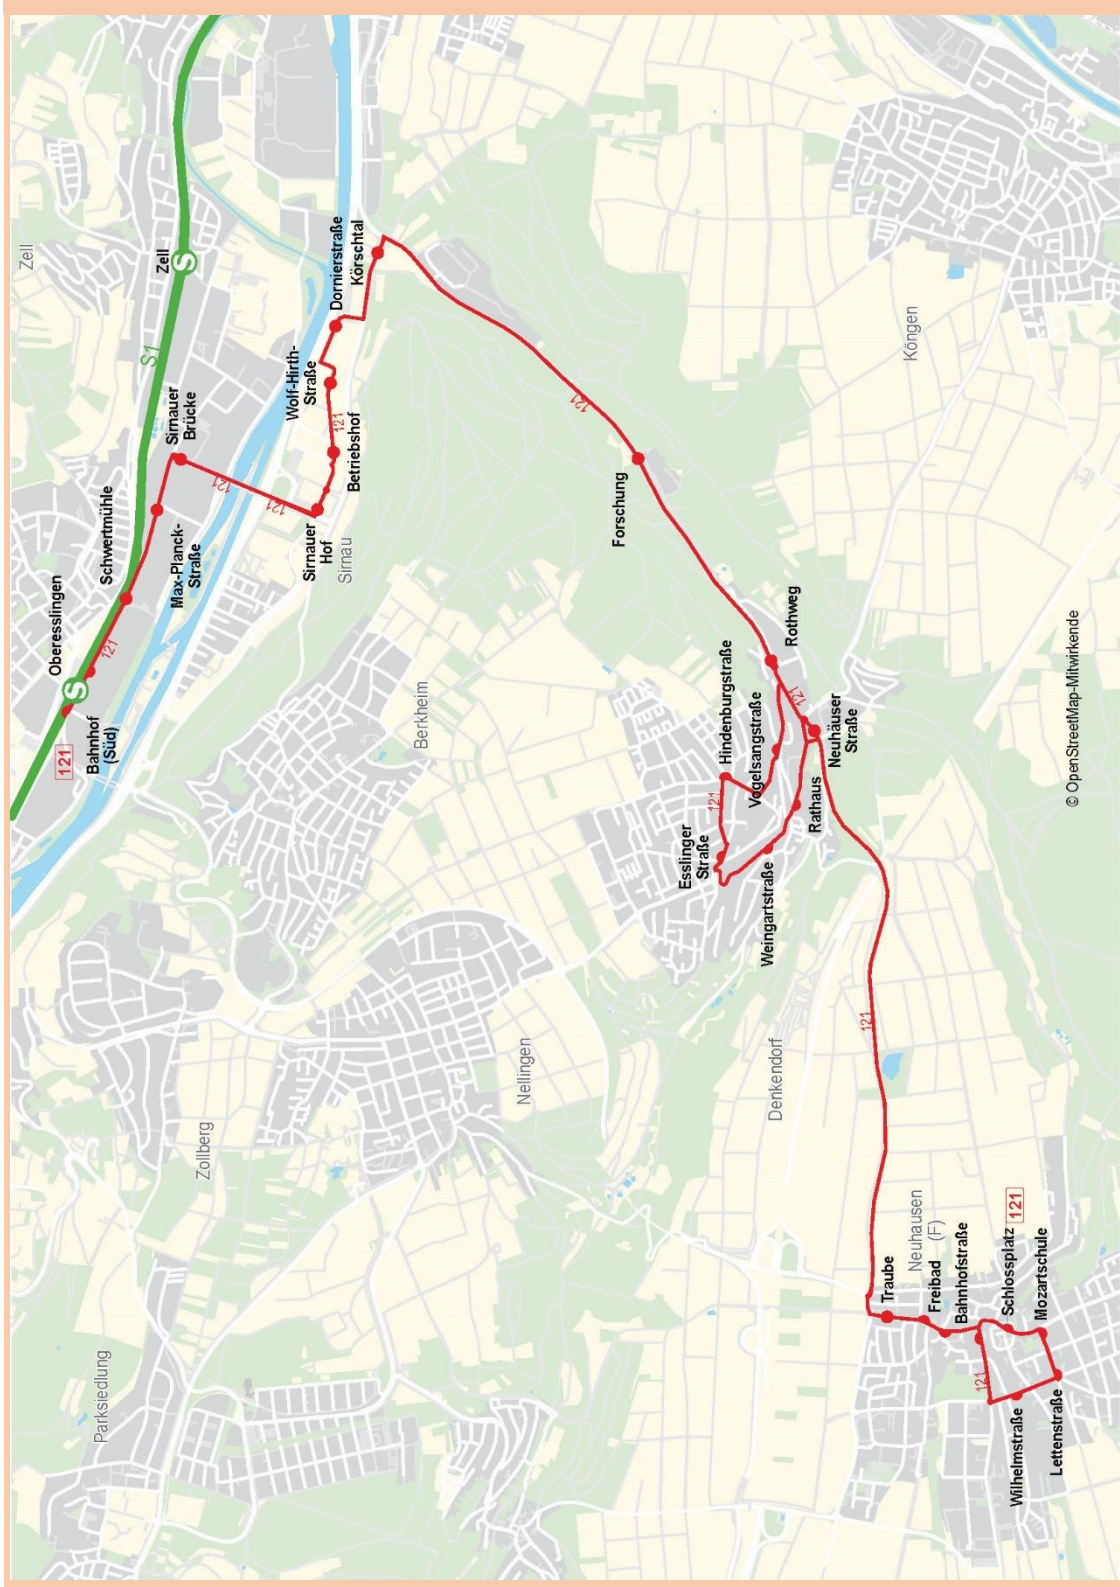 Zell
Zell
S
S1
Oberesslingen
S
121
Bahnhof
(Süd)
121
Schwertmühle
Max-Planck-
Straße
Sirnauer
Brücke
121
121
Sirnauer
Hof
Sirnau
Betriebshof
121
Wolf-Hirth-
Straße
Dornierstraße
Körschtal
121
Forschung
Köngen
Berkheim
Rothweg
121
Hindenburgstraße
Vogelsangstraße
121
Neuhäuser
Straße
Rathaus
Esslinger
Straße
Weingartstraße
© OpenStreetMap-Mitwirkende
Nellingen
Zollberg
Denkendorf
121
Parksiedlung
Traube
Neuhausen
(F)
Freibad
Bahnhofstraße
Schlossplatz
121
Mozartschule
121
Wilhelmstraße
Lettenstraße